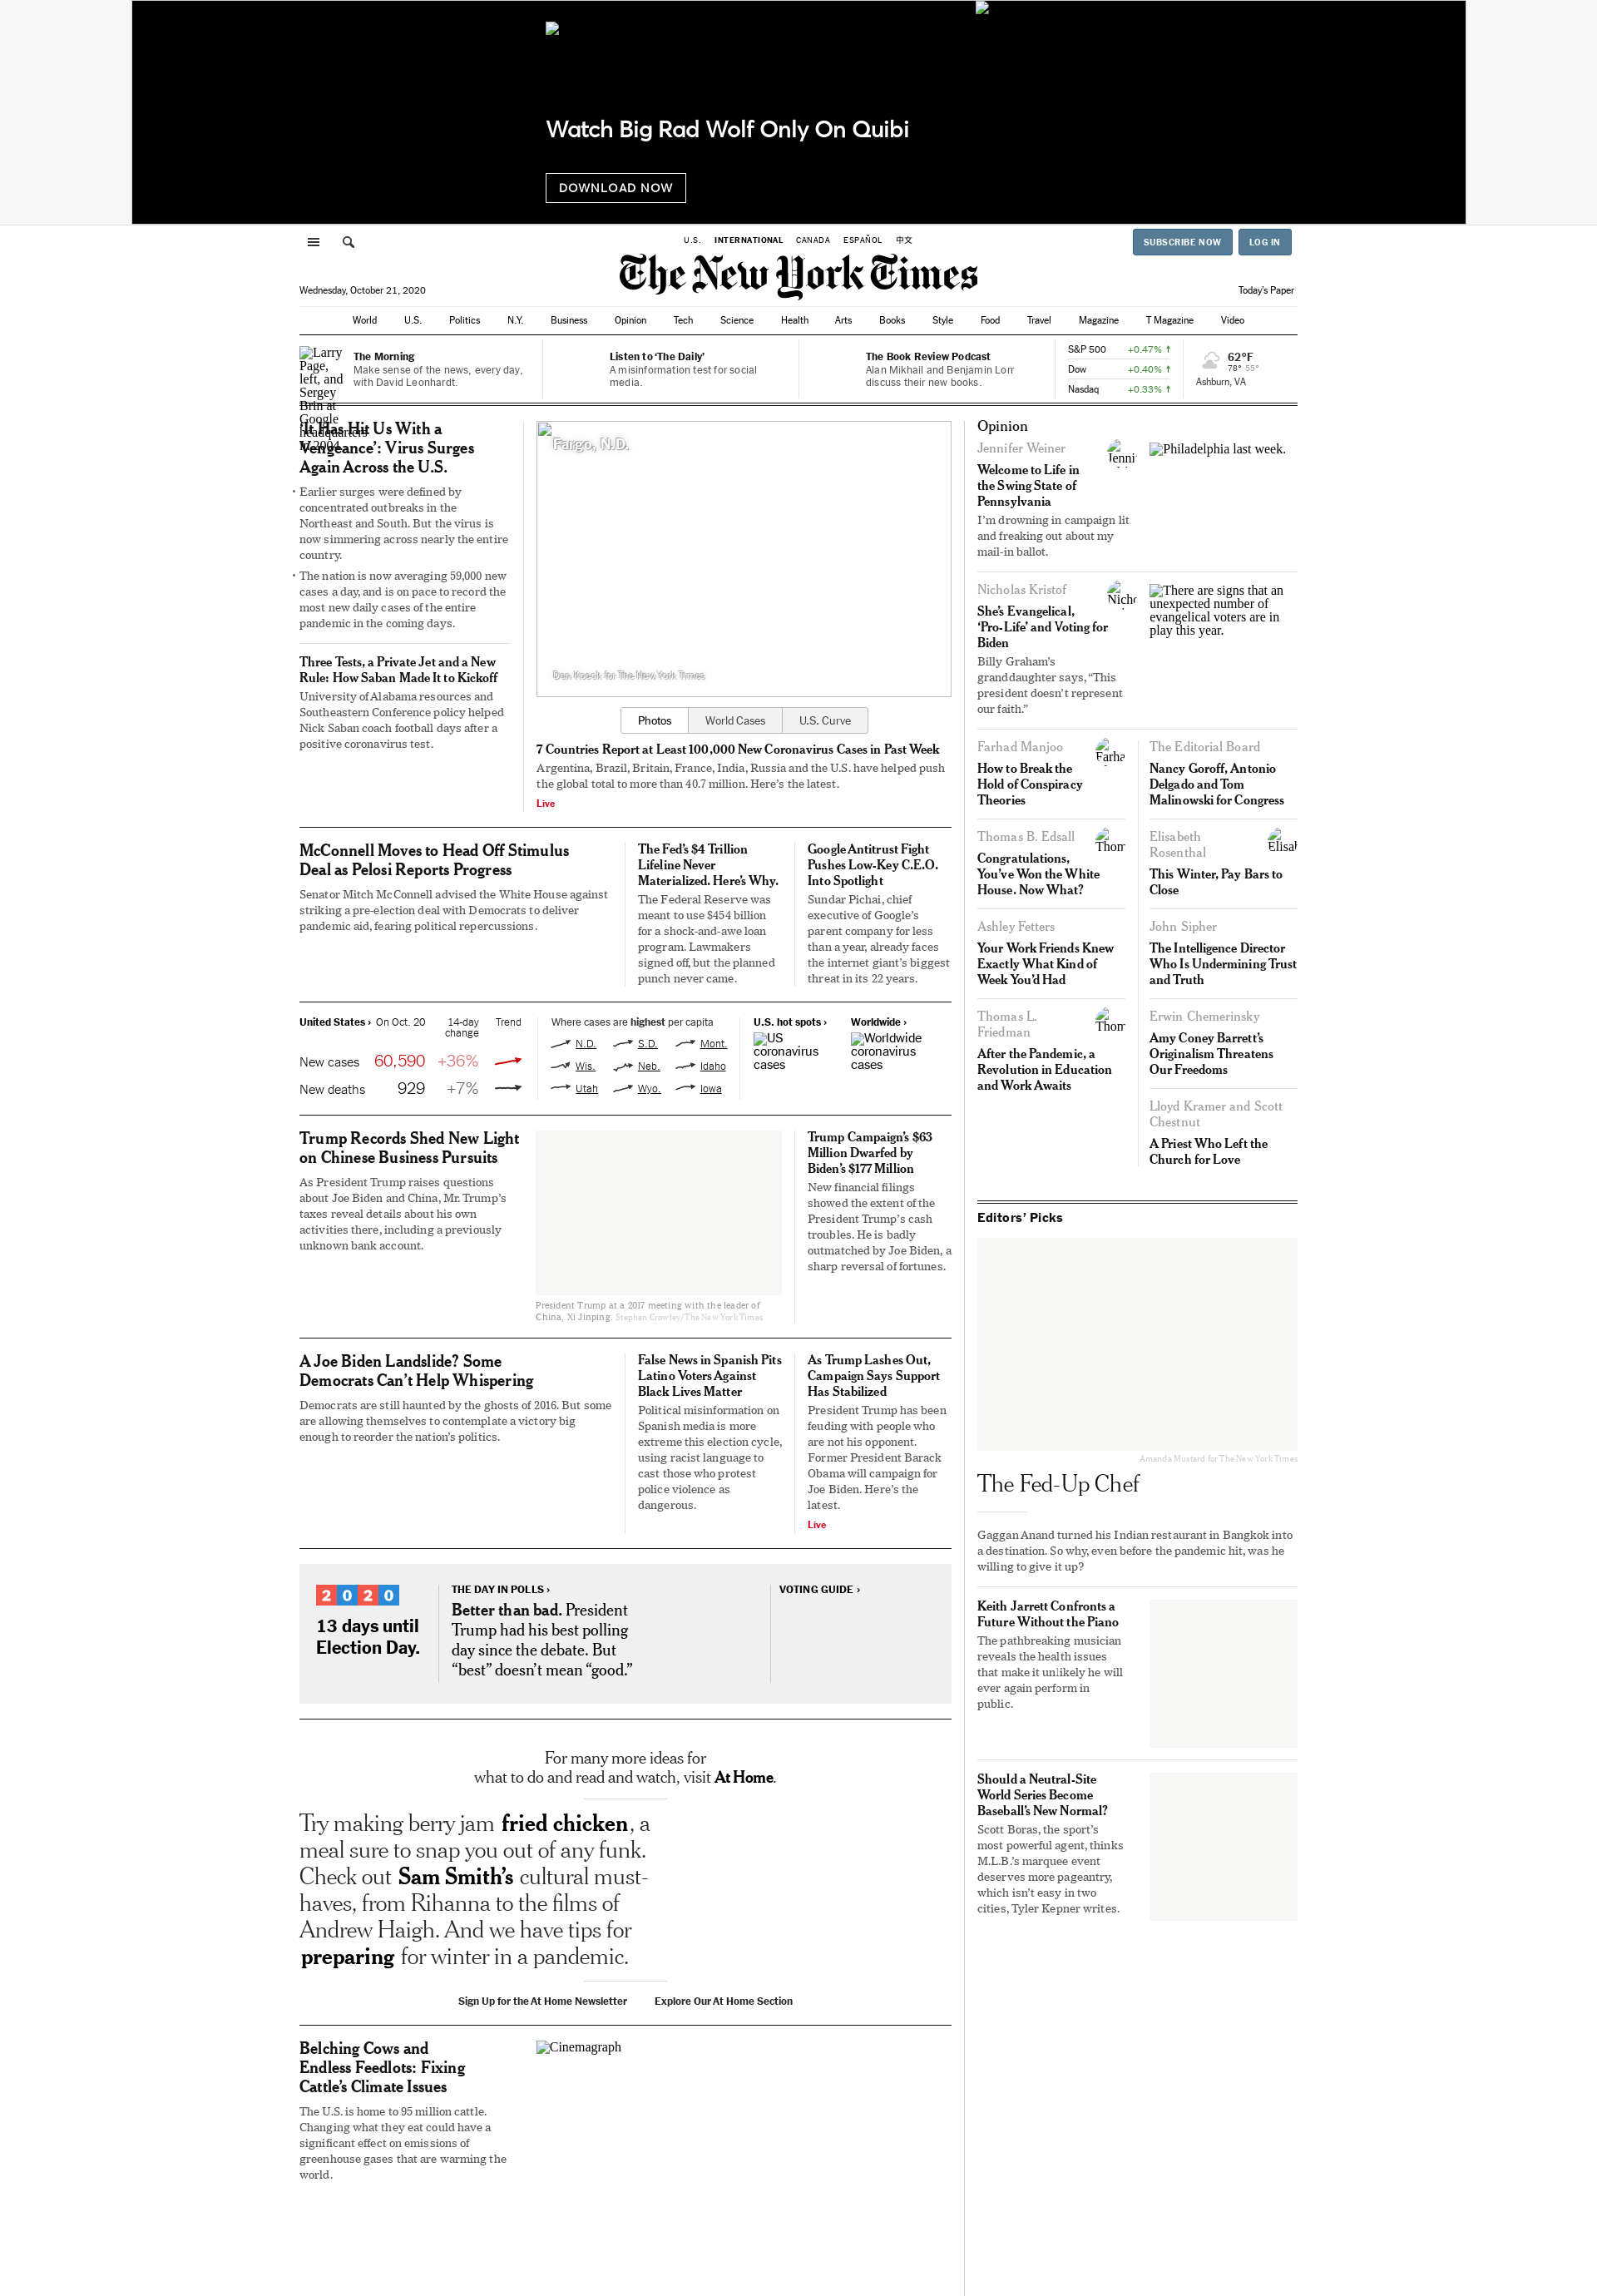 Watch Big Rad Wolf Only On Quibi
DOWNLOAD NOW
U.S. INTERNATIONAL CANADA ESPAÑOL 中文
SUBSCRIBE NOW LOG IN
The New York Times
Wednesday, October 21, 2020
Today's Paper
World U.S. Politics N.Y. Business Opinion Tech Science Health Arts Books Style Food Travel Magazine T Magazine Video
Larry
Page,
left, and
Sergey
Brin at
Google
headquarters
in 2004.
The Morning
Make sense of the news, every day,
with David Leonhardt.
Listen to ‘The Daily’
A misinformation test for social
media.
The Book Review Podcast
Alan Mikhail and Benjamin Lorr
discuss their new books.
S&P 500 +0.47%
Dow +0.40%
Nasdaq +0.33%
62°F
78° 55°
Ashburn, VA
‘It Has Hit Us With a
Vengeance’: Virus Surges
Again Across the U.S.
• Earlier surges were defined by
concentrated outbreaks in the
Northeast and South. But the virus is
now simmering across nearly the entire
country.
• The nation is now averaging 59,000 new
cases a day, and is on pace to record the
most new daily cases of the entire
pandemic in the coming days.
Three Tests, a Private Jet and a New
Rule: How Saban Made It to Kickoff
University of Alabama resources and
Southeastern Conference policy helped
Nick Saban coach football days after a
positive coronavirus test.
Fargo, N.D.
Dan Koeck for The New York Times
Photos World Cases U.S. Curve
7 Countries Report at Least 100,000 New Coronavirus Cases in Past Week
Argentina, Brazil, Britain, France, India, Russia and the U.S. have helped push
the global total to more than 40.7 million. Here’s the latest.
Live
McConnell Moves to Head Off Stimulus
Deal as Pelosi Reports Progress
Senator Mitch McConnell advised the White House against
striking a pre-election deal with Democrats to deliver
pandemic aid, fearing political repercussions.
The Fed’s $4 Trillion
Lifeline Never
Materialized. Here’s Why.
The Federal Reserve was
meant to use $454 billion
for a shock-and-awe loan
program. Lawmakers
signed off, but the planned
punch never came.
Google Antitrust Fight
Pushes Low-Key C.E.O.
Into Spotlight
Sundar Pichai, chief
executive of Google’s
parent company for less
than a year, already faces
the internet giant’s biggest
threat in its 22 years.
United States › On Oct. 20 14-day
change Trend
New cases 60,590 +36%
New deaths 929 +7%
Where cases are highest per capita
N.D. S.D. Mont.
Wis. Neb. Idaho
Utah Wyo. Iowa
U.S. hot spots ›
US
coronavirus
cases
Worldwide ›
Worldwide
coronavirus
cases
Trump Records Shed New Light
on Chinese Business Pursuits
As President Trump raises questions
about Joe Biden and China, Mr. Trump’s
taxes reveal details about his own
activities there, including a previously
unknown bank account.
President Trump at a 2017 meeting with the leader of
China, Xi Jinping. Stephen Crowley/The New York Times
Trump Campaign’s $63
Million Dwarfed by
Biden’s $177 Million
New financial filings
showed the extent of the
President Trump’s cash
troubles. He is badly
outmatched by Joe Biden, a
sharp reversal of fortunes.
A Joe Biden Landslide? Some
Democrats Can’t Help Whispering
Democrats are still haunted by the ghosts of 2016. But some
are allowing themselves to contemplate a victory big
enough to reorder the nation’s politics.
False News in Spanish Pits
Latino Voters Against
Black Lives Matter
Political misinformation on
Spanish media is more
extreme this election cycle,
using racist language to
cast those who protest
police violence as
dangerous.
As Trump Lashes Out,
Campaign Says Support
Has Stabilized
President Trump has been
feuding with people who
are not his opponent.
Former President Barack
Obama will campaign for
Joe Biden. Here’s the
latest.
Live
2020
13 days until
Election Day.
THE DAY IN POLLS ›
Better than bad. President
Trump had his best polling
day since the debate. But
“best” doesn’t mean “good.”
VOTING GUIDE ›
For many more ideas for
what to do and read and watch, visit At Home.
Try making berry jam fried chicken, a
meal sure to snap you out of any funk.
Check out Sam Smith’s cultural must-
haves, from Rihanna to the films of
Andrew Haigh. And we have tips for
preparing for winter in a pandemic.
Sign Up for the At Home Newsletter Explore Our At Home Section
Belching Cows and
Endless Feedlots: Fixing
Cattle’s Climate Issues
The U.S. is home to 95 million cattle.
Changing what they eat could have a
significant effect on emissions of
greenhouse gases that are warming the
world.
Cinemagraph
Opinion
Jennifer Weiner
Welcome to Life in
the Swing State of
Pennsylvania
I’m drowning in campaign lit
and freaking out about my
mail-in ballot.
Philadelphia last week.
Nicholas Kristof
She’s Evangelical,
‘Pro-Life’ and Voting for
Biden
Billy Graham’s
granddaughter says, “This
president doesn’t represent
our faith.”
There are signs that an
unexpected number of
evangelical voters are in
play this year.
Farhad Manjoo
How to Break the
Hold of Conspiracy
Theories
Thomas B. Edsall
Congratulations,
You’ve Won the White
House. Now What?
Ashley Fetters
Your Work Friends Knew
Exactly What Kind of
Week You’d Had
Thomas L.
Friedman
After the Pandemic, a
Revolution in Education
and Work Awaits
The Editorial Board
Nancy Goroff, Antonio
Delgado and Tom
Malinowski for Congress
Elisabeth
Rosenthal
This Winter, Pay Bars to
Close
John Sipher
The Intelligence Director
Who Is Undermining Trust
and Truth
Erwin Chemerinsky
Amy Coney Barrett’s
Originalism Threatens
Our Freedoms
Lloyd Kramer and Scott
Chestnut
A Priest Who Left the
Church for Love
Editors’ Picks
Amanda Mustard for The New York Times
The Fed-Up Chef
Gaggan Anand turned his Indian restaurant in Bangkok into
a destination. So why, even before the pandemic hit, was he
willing to give it up?
Keith Jarrett Confronts a
Future Without the Piano
The pathbreaking musician
reveals the health issues
that make it unlikely he will
ever again perform in
public.
Should a Neutral-Site
World Series Become
Baseball’s New Normal?
Scott Boras, the sport’s
most powerful agent, thinks
M.L.B.’s marquee event
deserves more pageantry,
which isn’t easy in two
cities, Tyler Kepner writes.